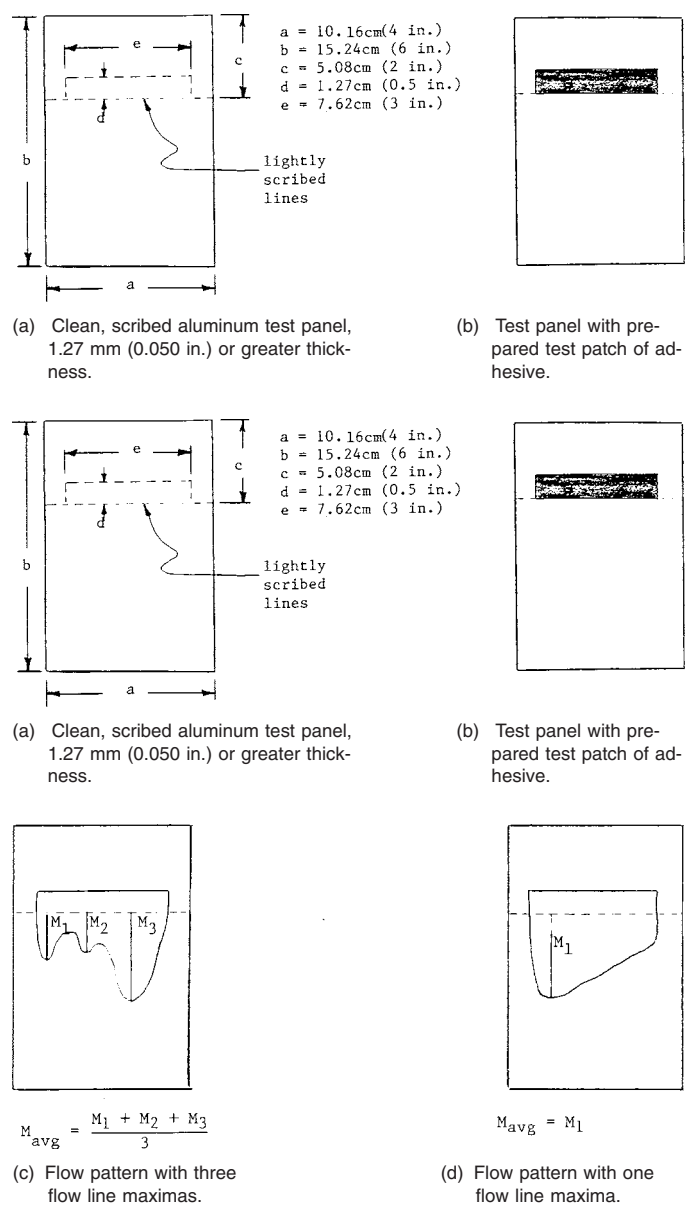 e
c
d
b
a
a = 10.16cm(4 in.)
b = 15.24cm (6 in.)
c = 5.08cm (2 in.)
d = 1.27cm (0.5 in.)
e = 7.62cm (3 in.)
lightly
scribed
lines
(a) Clean, scribed aluminum test panel,
1.27 mm (0.050 in.) or greater thick-
ness.
(b) Test panel with pre-
pared test patch of ad-
hesive.
e
c
d
b
a
a = 10.16cm(4 in.)
b = 15.24cm (6 in.)
c = 5.08cm (2 in.)
d = 1.27cm (0.5 in.)
e = 7.62cm (3 in.)
lightly
scribed
lines
(a) Clean, scribed aluminum test panel,
1.27 mm (0.050 in.) or greater thick-
ness.
(b) Test panel with pre-
pared test patch of ad-
hesive.
M1 M2 M3
Mavg = M1 + M2 + M3
3
(c) Flow pattern with three
flow line maximas.
M1
Mavg = M1
(d) Flow pattern with one
flow line maxima.